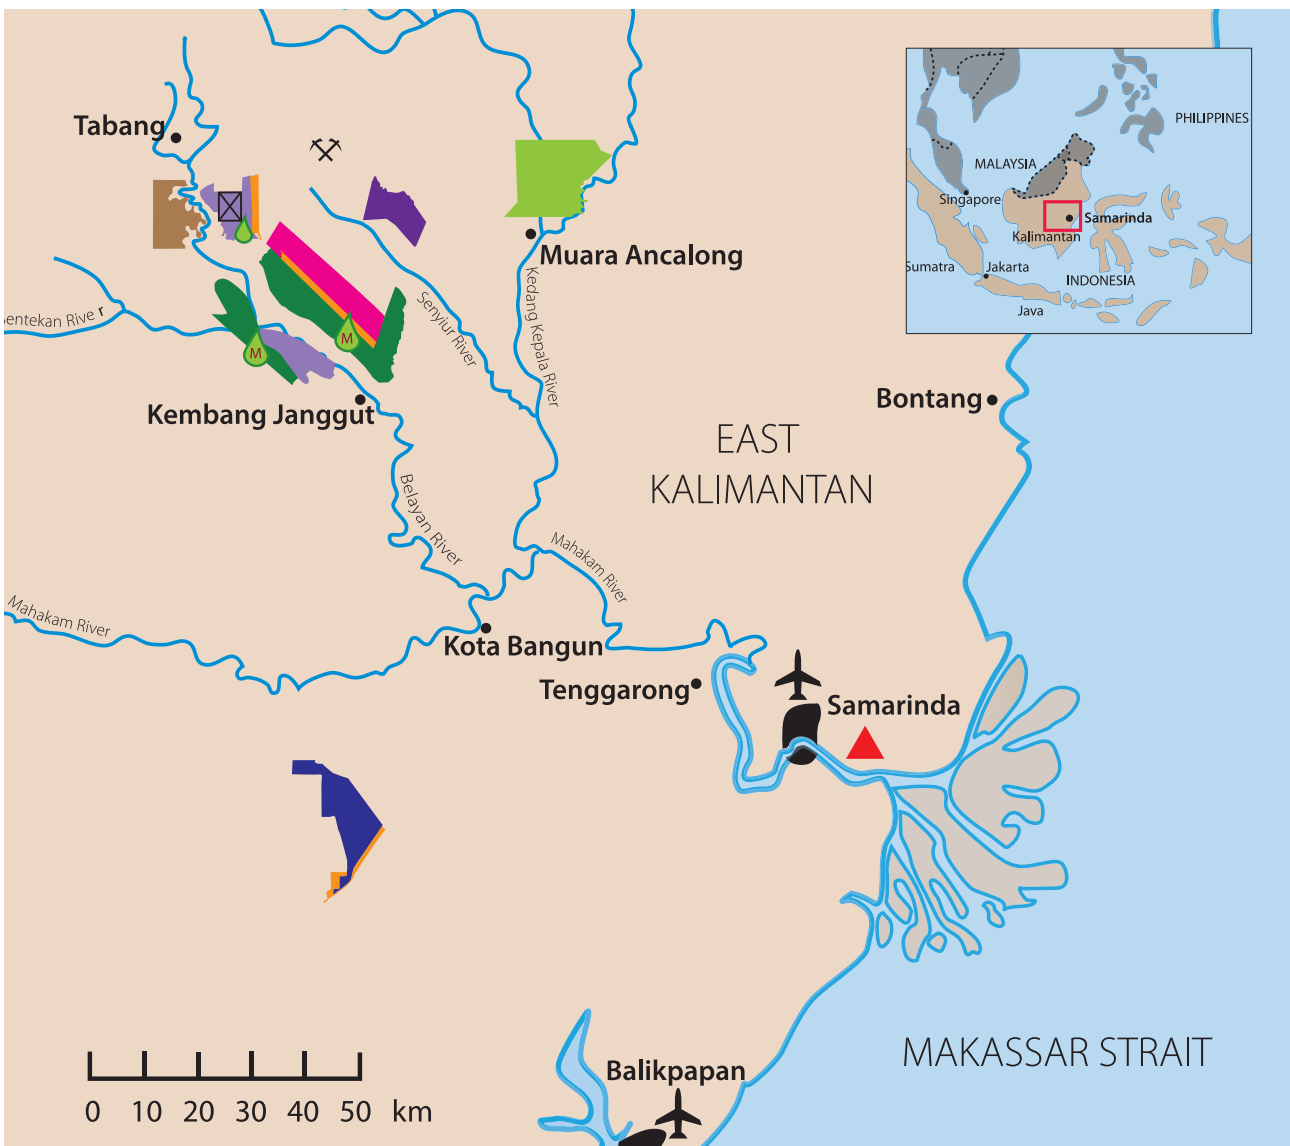 Tabang
Muara Ancalong
Kembang Janggut
Senyiur River
Kedang Kepala River
Belayan River
Mahakam River
Mahakam River
Kota Bangun
Tenggarong
Samarinda
Bontang
EAST
KALIMANTAN
entekan River
M
M
Balikpapan
MAKASSAR STRAIT
0 10 20 30 40 50 km
PHILIPPINES
MALAYSIA
Singapore
Samarinda
Kalimantan
Sumatra
Jakarta
INDONESIA
Java